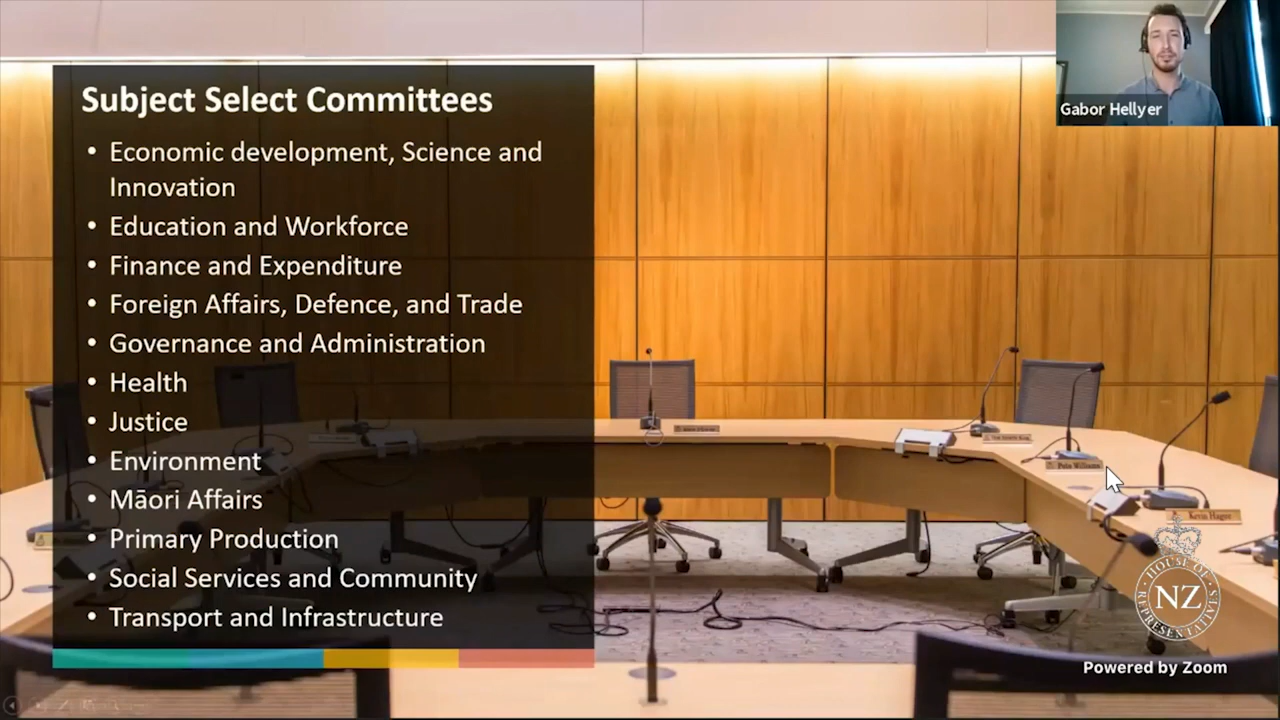 Subject Select Committees
• Economic development, Science and
Innovation
• Education and Workforce
• Finance and Expenditure
• Foreign Affairs, Defence, and Trade
• Governance and Administration
• Health
• Justice
• Environment
• Māori Affairs
• Primary Production
• Social Services and Community
• Transport and Infrastructure
Gabor Hellyer
Pete Williams
HOUSE OF
REPRESENTATIVES
NZ
Powered by Zoom